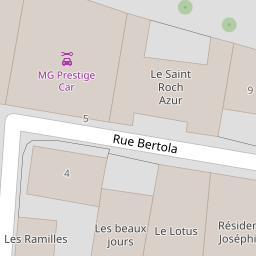 MG Prestige
Car
Le Saint
Roch
Azur
9
5
Rue Bertola
4
Les Ramilles
Les beaux
jours
Le Lotus
Réside
Joséphi